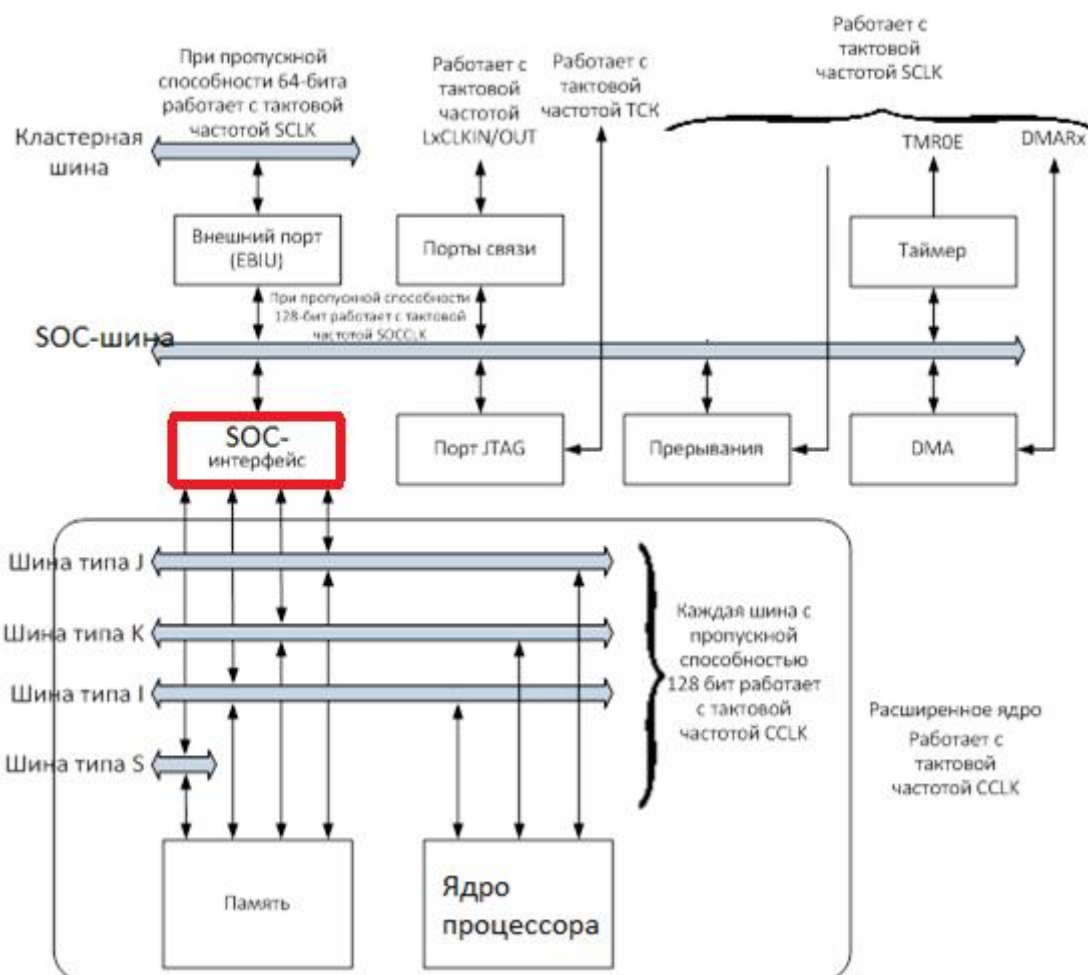 При пропускной
способности 64-бита
работает с тактовой
частотой SCLK
Работает с
тактовой
частотой
LxCLKIN/OUT
Работает с
тактовой
частотой TCK
Работает с
тактовой
частотой SCLK
Кластерная
шина
TMR0E
DMARx
Внешний порт
(EBIU)
Порты связи
Таймер
При пропускной способности
128-бит работает с тактовой
частотой SOCCLK
SOC-шина
SOC-
интерфейс
Порт JTAG
Прерывания
DMA
Шина типа J
Шина типа K
Шина типа I
Шина типа S
Каждая шина с
пропускной
способностью
128 бит работает
с тактовой
частотой CCLK
Расширенное ядро
Работает с
тактовой
частотой CCLK
Память
Ядро
процессора